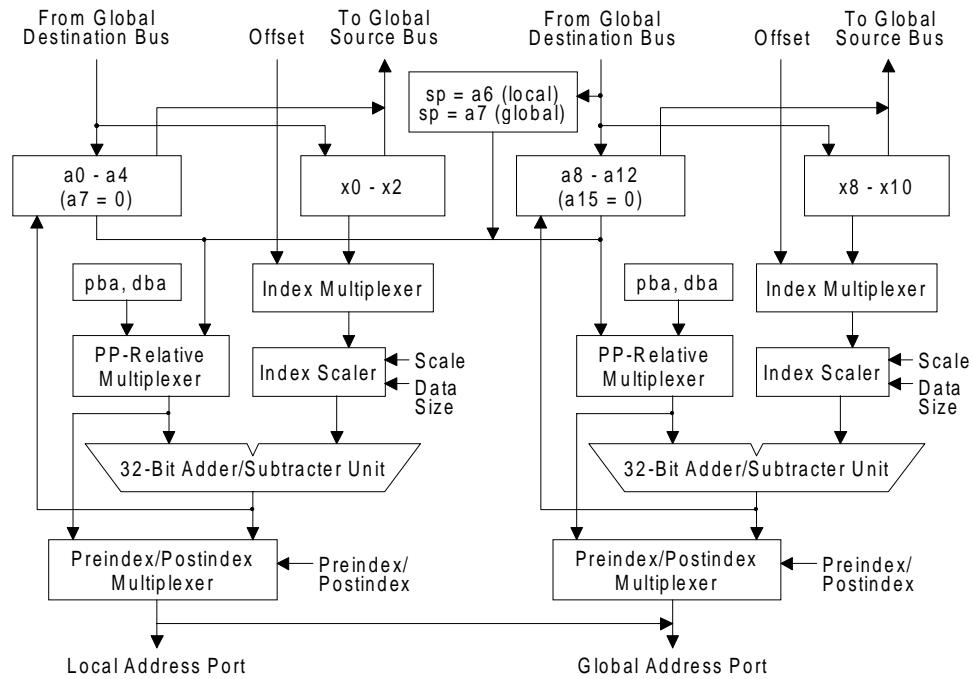 From Global
Destination Bus
Offset
To Global
Source Bus
From Global
Destination Bus
Offset
To Global
Source Bus
sp = a6 (local)
sp = a7 (global)
a0 - a4
(a7 = 0)
x0 - x2
a8 - a12
(a15 = 0)
x8 - x10
pba, dba
Index Multiplexer
pba, dba
Index Multiplexer
PP-Relative
Multiplexer
Index Scaler
Scale
Data
Size
PP-Relative
Multiplexer
Index Scaler
Scale
Data
Size
32-Bit Adder/Subtracter Unit
32-Bit Adder/Subtracter Unit
Preindex/Postindex
Multiplexer
Preindex/
Postindex
Preindex/Postindex
Multiplexer
Preindex/
Postindex
Local Address Port
Global Address Port